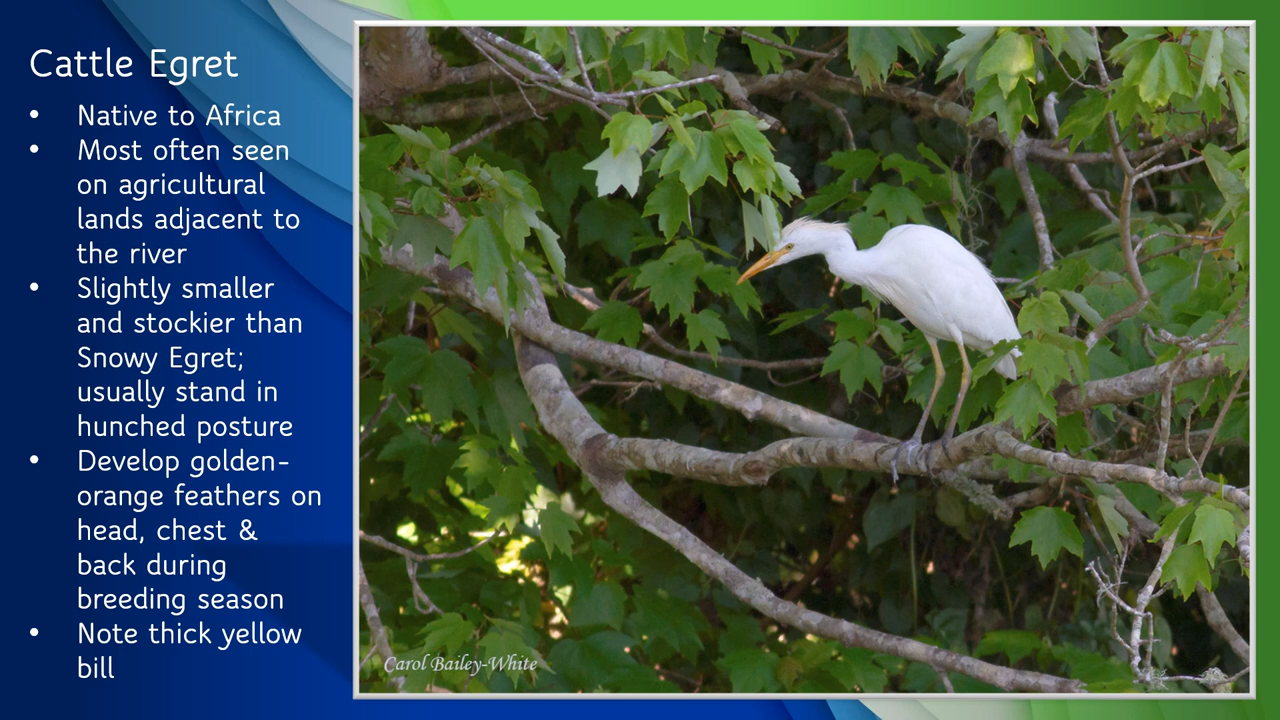 Cattle Egret
• Native to Africa
• Most often seen
on agricultural
lands adjacent to
the river
• Slightly smaller
and stockier than
Snowy Egret;
usually stand in
hunched posture
• Develop golden-
orange feathers on
head, chest &
back during
breeding season
• Note thick yellow
bill
Carol Bailey-White